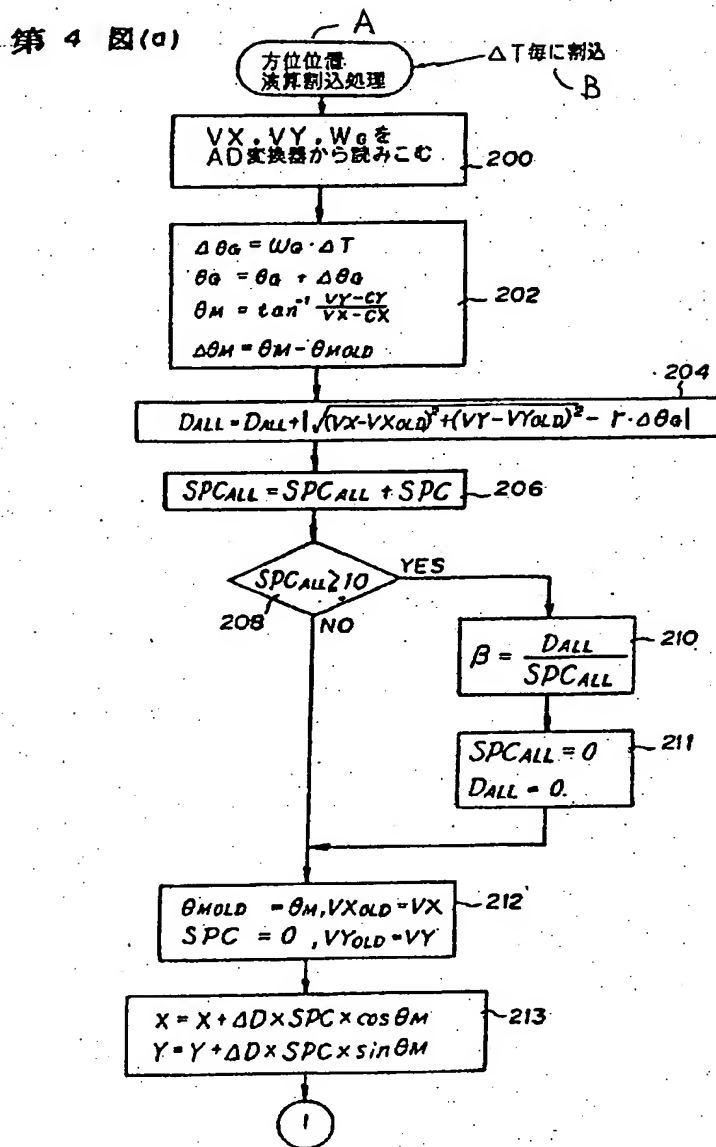 第 4 図(a)
A
方位位置
演算割込処理
ΔT毎に割込
B
VX, VY, WGを
AD変換器から読みこむ
200
ΔθG = WG・ΔT
θG = θG + ΔθG
θM = tan⁻¹ (VY-CY)/(VX-CX)
ΔθM = θM - θMOLD
202
204
DALL = DALL + |√(VX-VXOLD)²+(VY-VYOLD)² - r・ΔθG|
SPCALL = SPCALL + SPC
206
SPCALL ≧ 10
YES
208
NO
β = DALL/SPCALL
210
SPCALL = 0
DALL = 0.
211
θMOLD = θM, VXOLD = VX
SPC = 0, VYOLD = VY
212
X = X + ΔD × SPC × cos θM
Y = Y + ΔD × SPC × sin θM
213
1